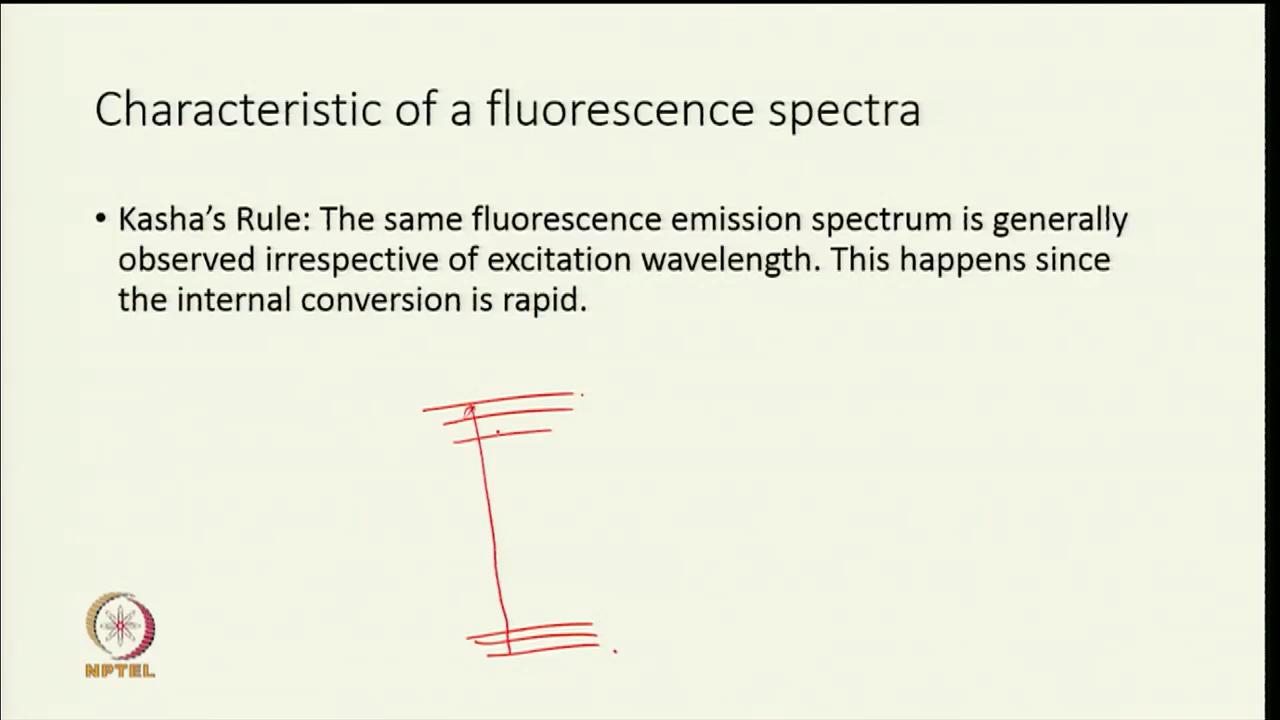 Characteristic of a fluorescence spectra
• Kasha’s Rule: The same fluorescence emission spectrum is generally
observed irrespective of excitation wavelength. This happens since
the internal conversion is rapid.
NPTEL